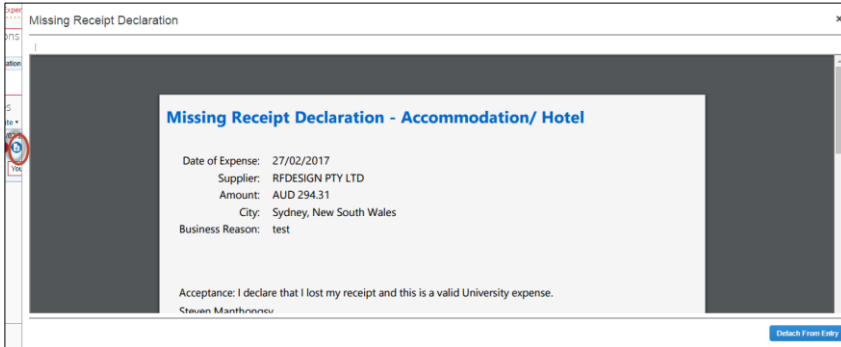 Missing Receipt Declaration
Missing Receipt Declaration - Accommodation/ Hotel
Date of Expense: 27/02/2017
Supplier: RFDESIGN PTY LTD
Amount: AUD 294.31
City: Sydney, New South Wales
Business Reason: test
Acceptance: I declare that I lost my receipt and this is a valid University expense.
Steven Manthongsy
Detach From Entry